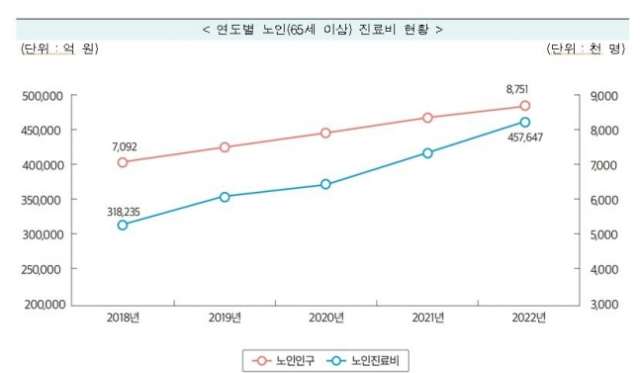 < 연도별 노인(65세 이상) 진료비 현황 >
(단위 : 억 원) (단위 : 천 명)
8,751
500,000 9,000
450,000 8,000
7,092
457,647
400,000 7,000
350,000 6,000
318,235
300,000 5,000
250,000 4,000
200,000 3,000
2018년 2019년 2020년 2021년 2022년
노인인구 노인진료비